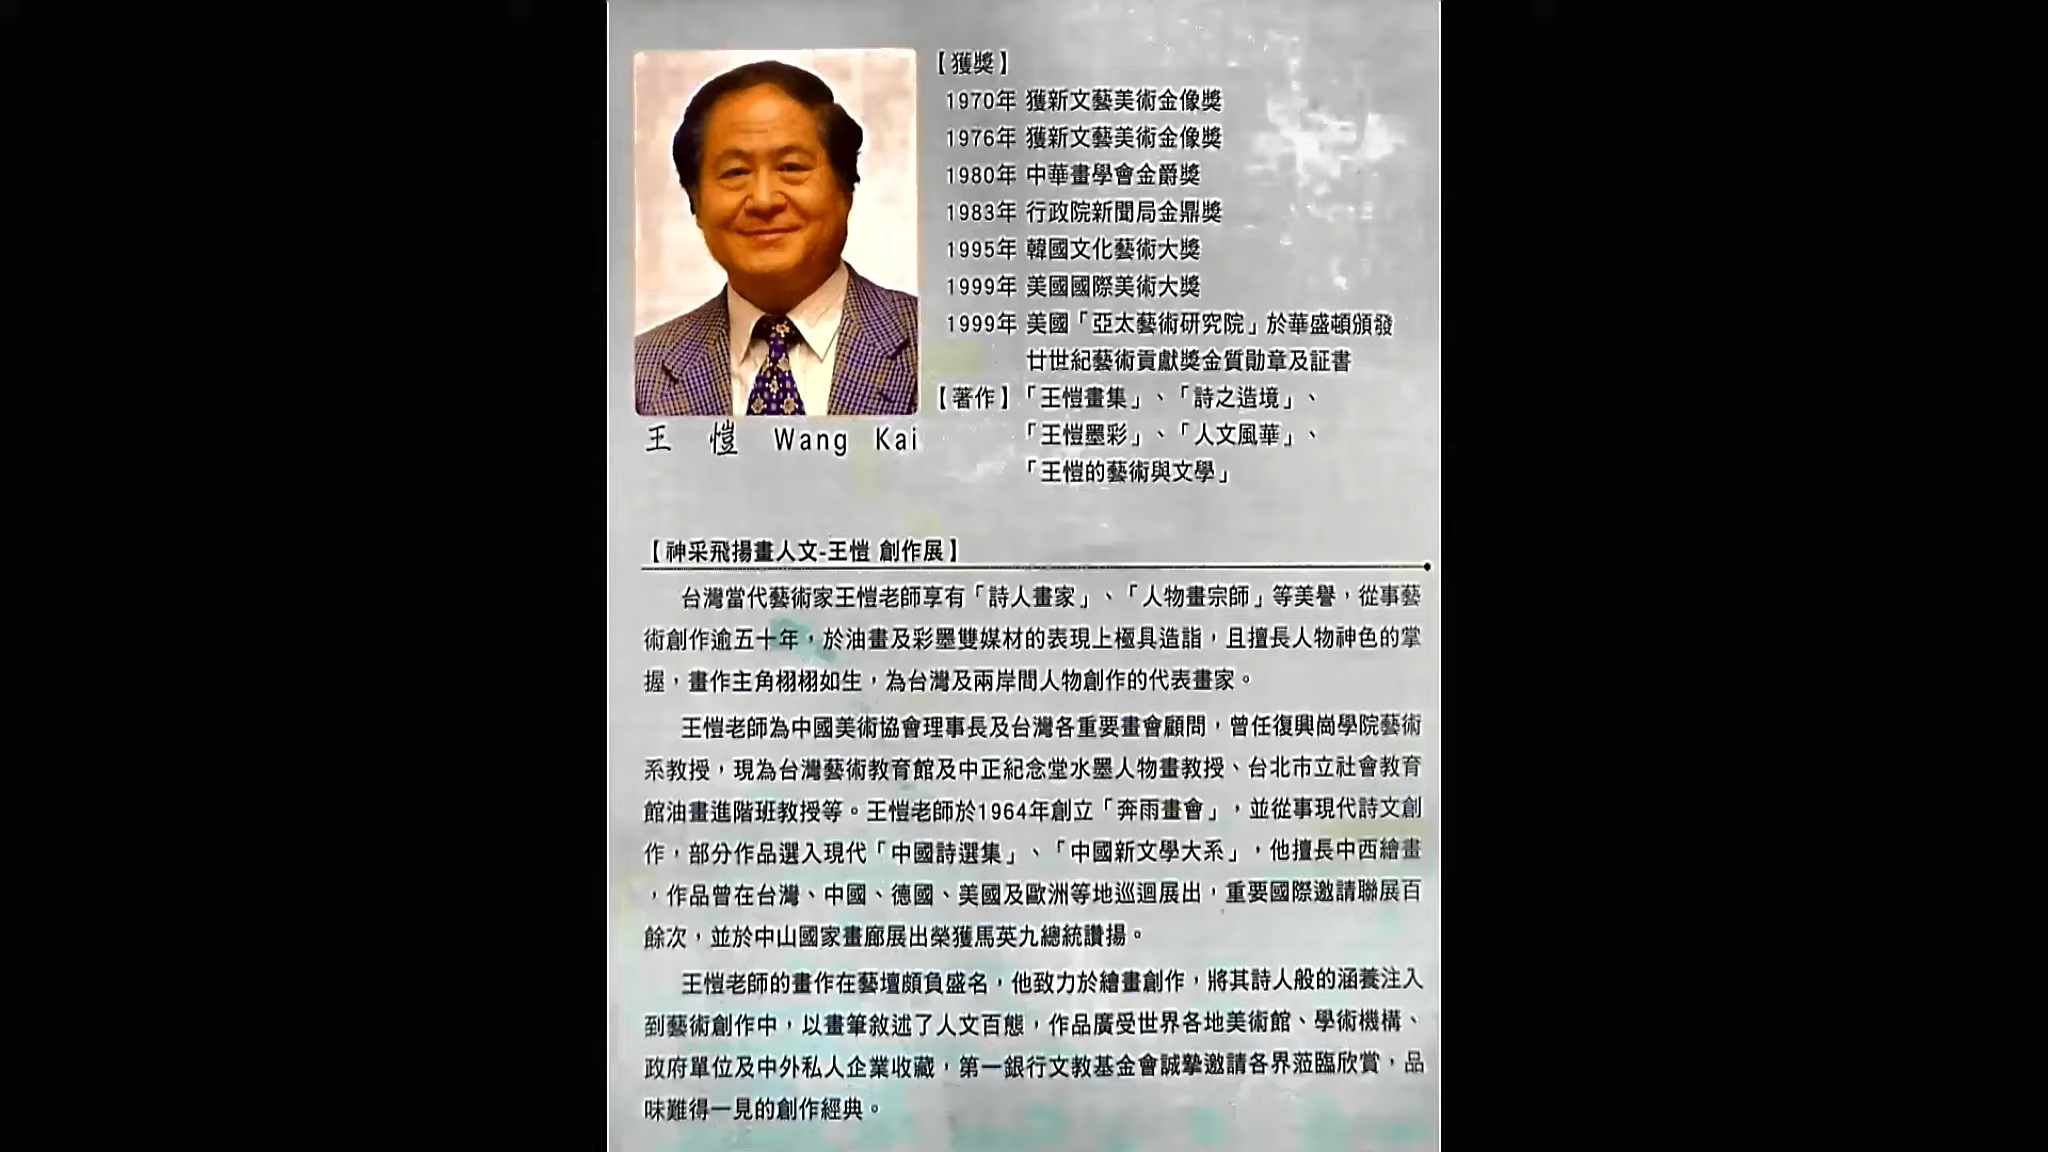 【獲獎】
1970年 獲新文藝美術金像獎
1976年 獲新文藝美術金像獎
1980年 中華畫學會金爵獎
1983年 行政院新聞局金鼎獎
1995年 韓國文化藝術大獎
1999年 美國國際美術大獎
1999年 美國「亞太藝術研究院」於華盛頓頒發
廿世紀藝術貢獻獎金質勛章及証書
【著作】「王愷畫集」、「詩之造境」、
「王愷墨彩」、「人文風華」、
「王愷的藝術與文學」
王 愷 Wang Kai
【神采飛揚畫人文-王愷 創作展】
台灣當代藝術家王愷老師享有「詩人畫家」、「人物畫宗師」等美譽，從事藝
術創作逾五十年，於油畫及彩墨雙媒材的表現上極具造詣，且擅長人物神色的掌
握，畫作主角栩栩如生，為台灣及兩岸間人物創作的代表畫家。
王愷老師為中國美術協會理事長及台灣各重要畫會顧問，曾任復興崗學院藝術
系教授，現為台灣藝術教育館及中正紀念堂水墨人物畫教授、台北市立社會教育
館油畫進階班教授等。王愷老師於1964年創立「奔雨畫會」，並從事現代詩文創
作，部分作品選入現代「中國詩選集」、「中國新文學大系」，他擅長中西繪畫
，作品曾在台灣、中國、德國、美國及歐洲等地巡迴展出，重要國際邀請聯展百
餘次，並於中山國家畫廊展出榮獲馬英九總統讚揚。
王愷老師的畫作在藝壇頗負盛名，他致力於繪畫創作，將其詩人般的涵養注入
到藝術創作中，以畫筆敘述了人文百態，作品廣受世界各地美術館、學術機構、
政府單位及中外私人企業收藏，第一銀行文教基金會誠摯邀請各界蒞臨欣賞，品
味難得一見的創作經典。